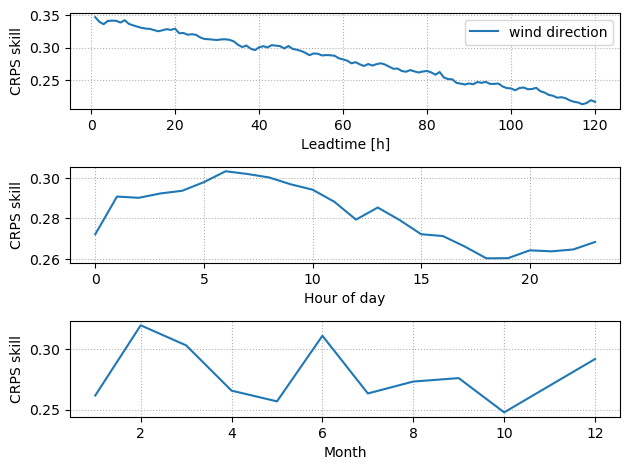 0.35
0.30
0.25
CRPS skill
wind direction
0 20 40 60 80 100 120
Leadtime [h]
0.30
0.28
0.26
CRPS skill
0 5 10 15 20
Hour of day
0.30
0.25
CRPS skill
2 4 6 8 10 12
Month